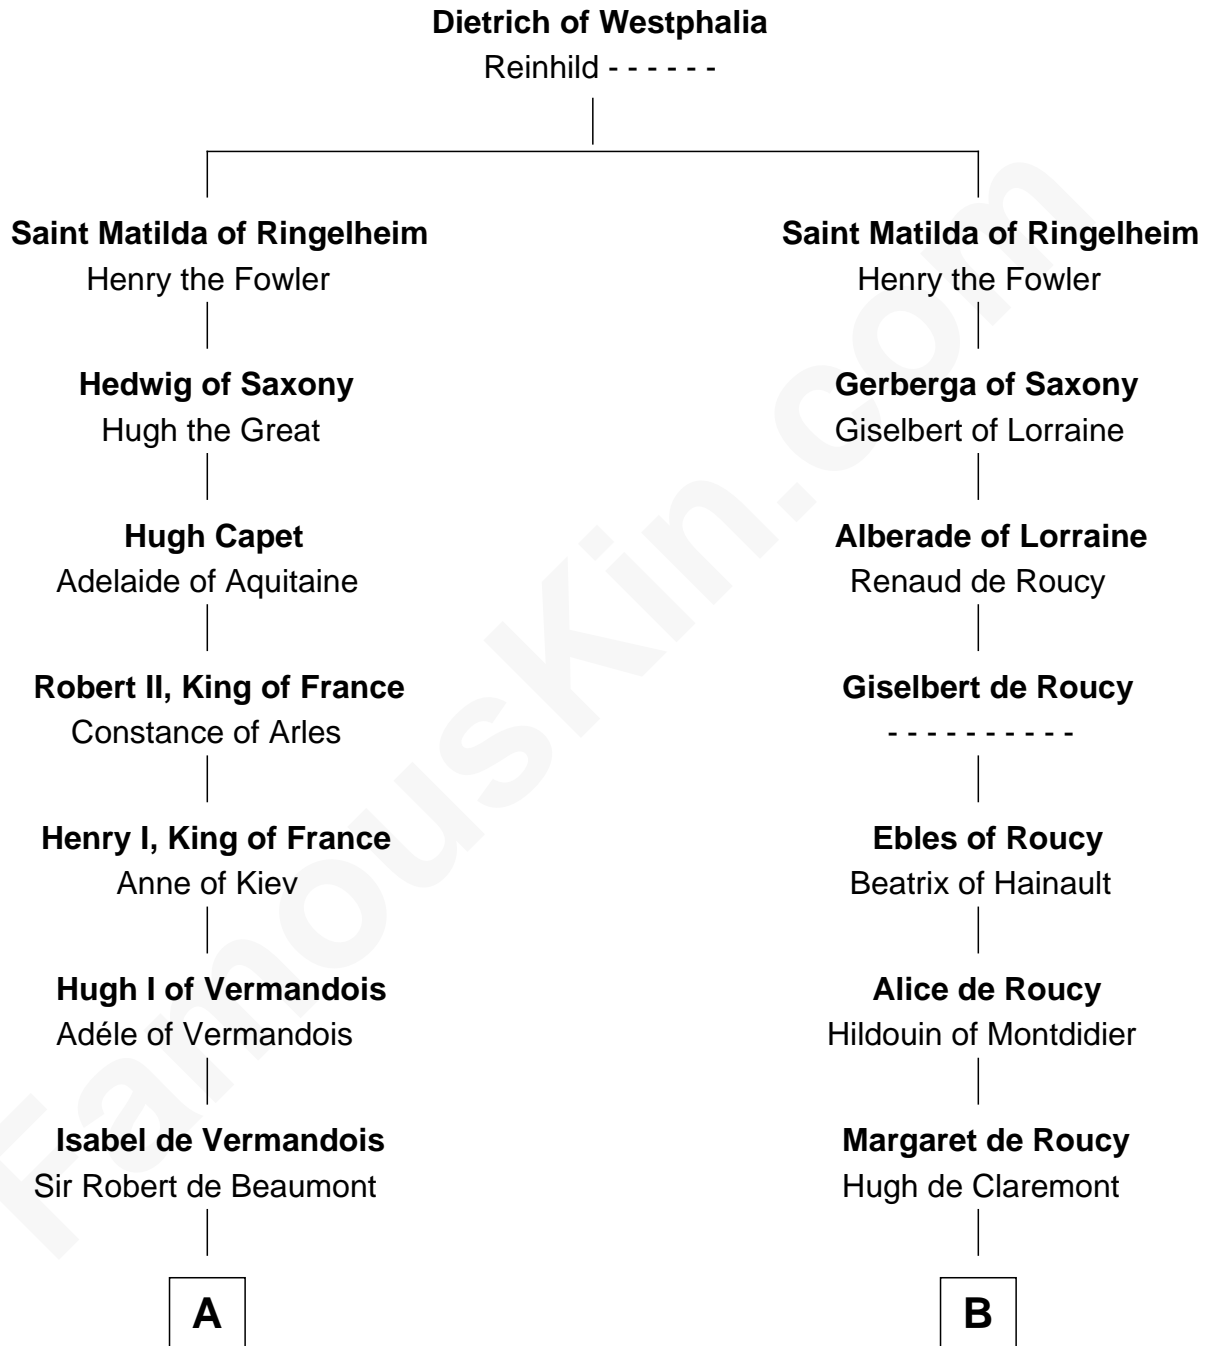 Dietrich of Westphalia
Reinhild - - - - - -
Saint Matilda of Ringelheim
Henry the Fowler
Saint Matilda of Ringelheim
Henry the Fowler
Hedwig of Saxony
Hugh the Great
Gerberga of Saxony
Giselbert of Lorraine
Hugh Capet
Adelaide of Aquitaine
Alberade of Lorraine
Renaud de Roucy
Robert II, King of France
Constance of Arles
Giselbert de Roucy
- - - - - - - - - -
Henry I, King of France
Anne of Kiev
Ebles of Roucy
Beatrix of Hainault
Hugh I of Vermandois
Adéle of Vermandois
Alice de Roucy
Hildouin of Montdidier
Isabel de Vermandois
Sir Robert de Beaumont
Margaret de Roucy
Hugh de Claremont
A
B
FamousKin.com